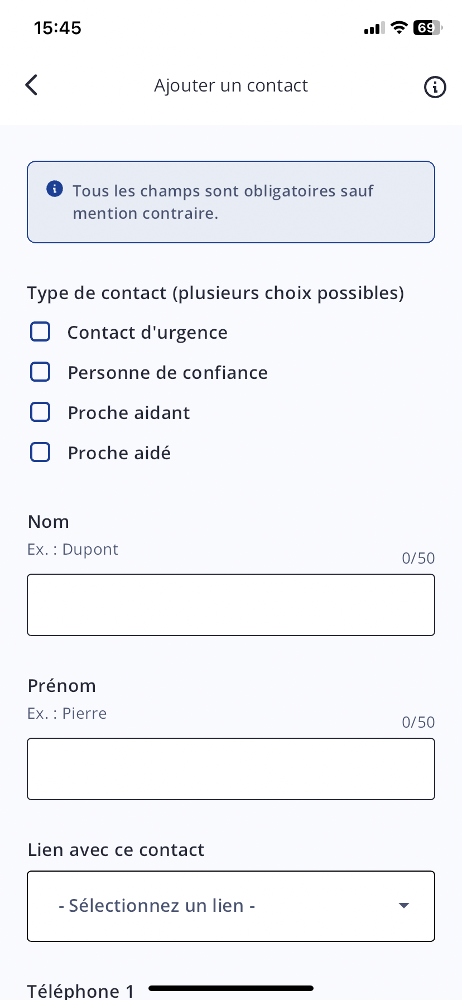 15:45
69
Ajouter un contact
Tous les champs sont obligatoires sauf
mention contraire.
Type de contact (plusieurs choix possibles)
Contact d'urgence
Personne de confiance
Proche aidant
Proche aidé
Nom
Ex. : Dupont
0/50
Prénom
Ex. : Pierre
0/50
Lien avec ce contact
- Sélectionnez un lien -
Téléphone 1